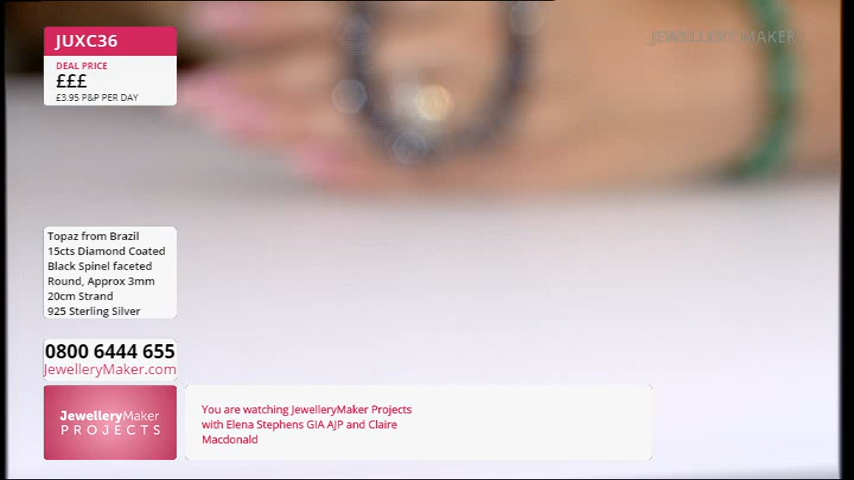 JUXC36
DEAL PRICE
£££
£3.95 P&P PER DAY
JEWELLERY MAKER
Topaz from Brazil
15cts Diamond Coated
Black Spinel faceted
Round, Approx 3mm
20cm Strand
925 Sterling Silver
0800 6444 655
JewelleryMaker.com
JewelleryMaker
PROJECTS
You are watching JewelleryMaker Projects
with Elena Stephens GIA AJP and Claire
Macdonald